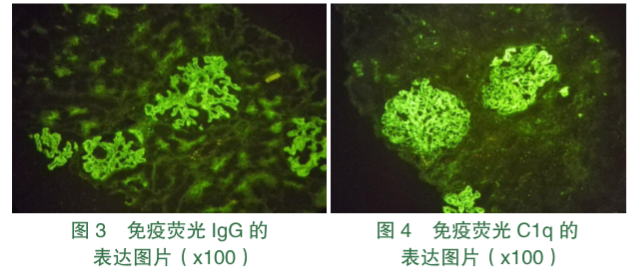 图 3 免疫荧光 IgG 的
表达图片（x100）
图 4 免疫荧光 C1q 的
表达图片（x100）